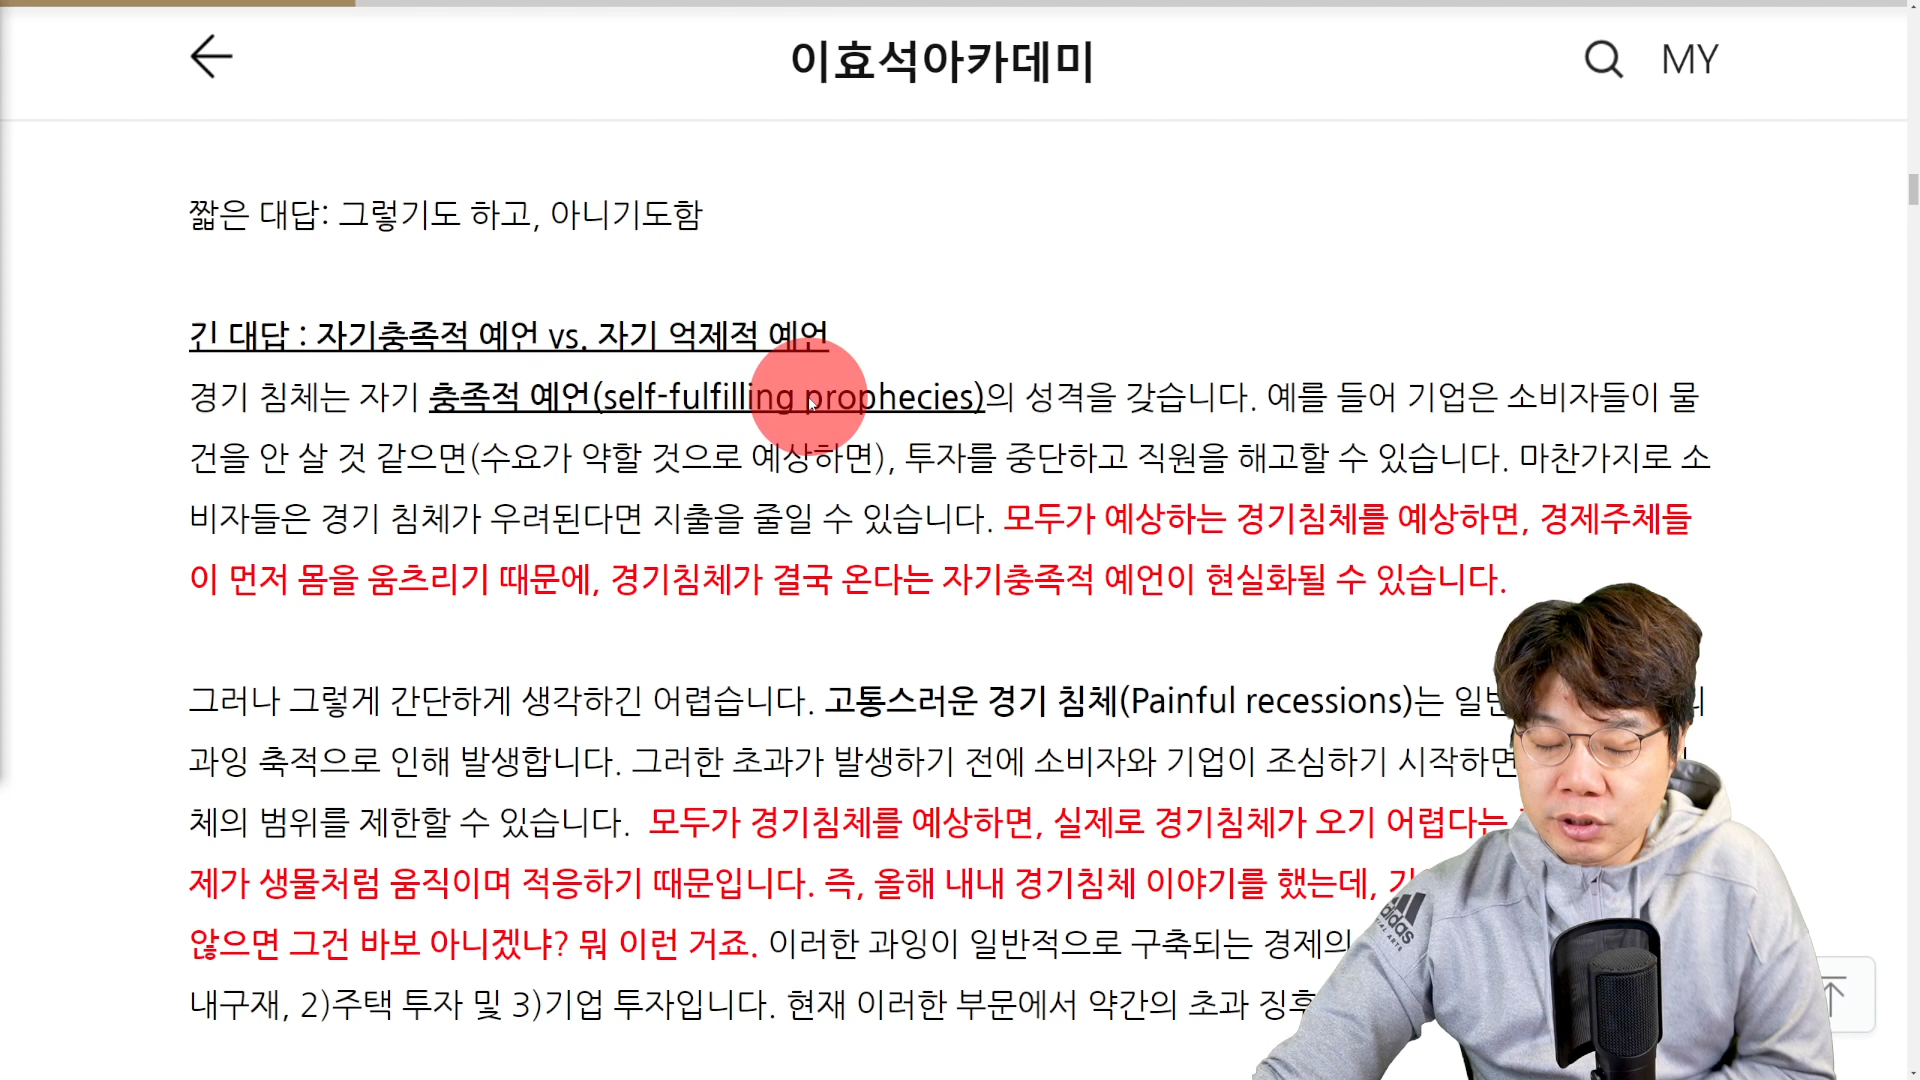 이효석아카데미
MY
짧은 대답: 그렇기도 하고, 아니기도함
긴 대답 : 자기충족적 예언 vs. 자기 억제적 예언
경기 침체는 자기 충족적 예언(self-fulfilling prophecies)의 성격을 갖습니다. 예를 들어 기업은 소비자들이 물
건을 안 살 것 같으면(수요가 약할 것으로 예상하면), 투자를 중단하고 직원을 해고할 수 있습니다. 마찬가지로 소
비자들은 경기 침체가 우려된다면 지출을 줄일 수 있습니다. 모두가 예상하는 경기침체를 예상하면, 경제주체들
이 먼저 몸을 움츠리기 때문에, 경기침체가 결국 온다는 자기충족적 예언이 현실화될 수 있습니다.
그러나 그렇게 간단하게 생각하긴 어렵습니다. 고통스러운 경기 침체(Painful recessions)는
과잉 축적으로 인해 발생합니다. 그러한 초과가 발생하기 전에 소비자와 기업이 조심하기 시작하면
체의 범위를 제한할 수 있습니다. 모두가 경기침체를 예상하면, 실제로 경기침체가 오기 어렵다는
제가 생물처럼 움직이며 적응하기 때문입니다. 즉, 올해 내내 경기침체 이야기를 했는데,
않으면 그건 바보 아니겠냐? 뭐 이런 거죠. 이러한 과잉이 일반적으로 구축되는 경제의
내구재, 2)주택 투자 및 3)기업 투자입니다. 현재 이러한 부문에서 약간의 초과
adidas